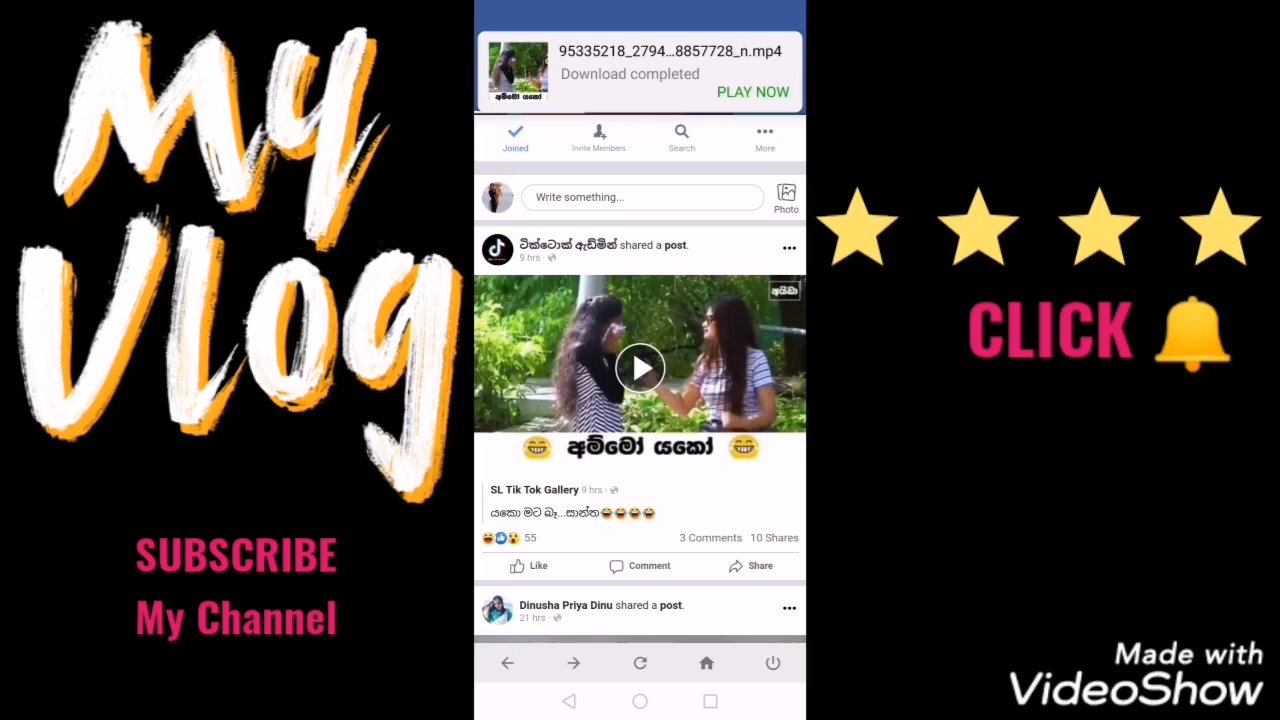 My
Vlog
SUBSCRIBE
My Channel
95335218_2794...8857728_n.mp4
Download completed
PLAY NOW
Joined
Invite Members
Search
More
Write something...
Photo
ටික්ටොක් ඇඩ්මින් shared a post.
9 hrs ·
අයිඩා
😂 අම්මෝ යකෝ 😂
SL Tik Tok Gallery 9 hrs ·
යකො මට බෑ...සාන්ත😂😂😂😂
55
3 Comments 10 Shares
Like
Comment
Share
Dinusha Priya Dinu shared a post.
21 hrs ·
CLICK
Made with
VideoShow